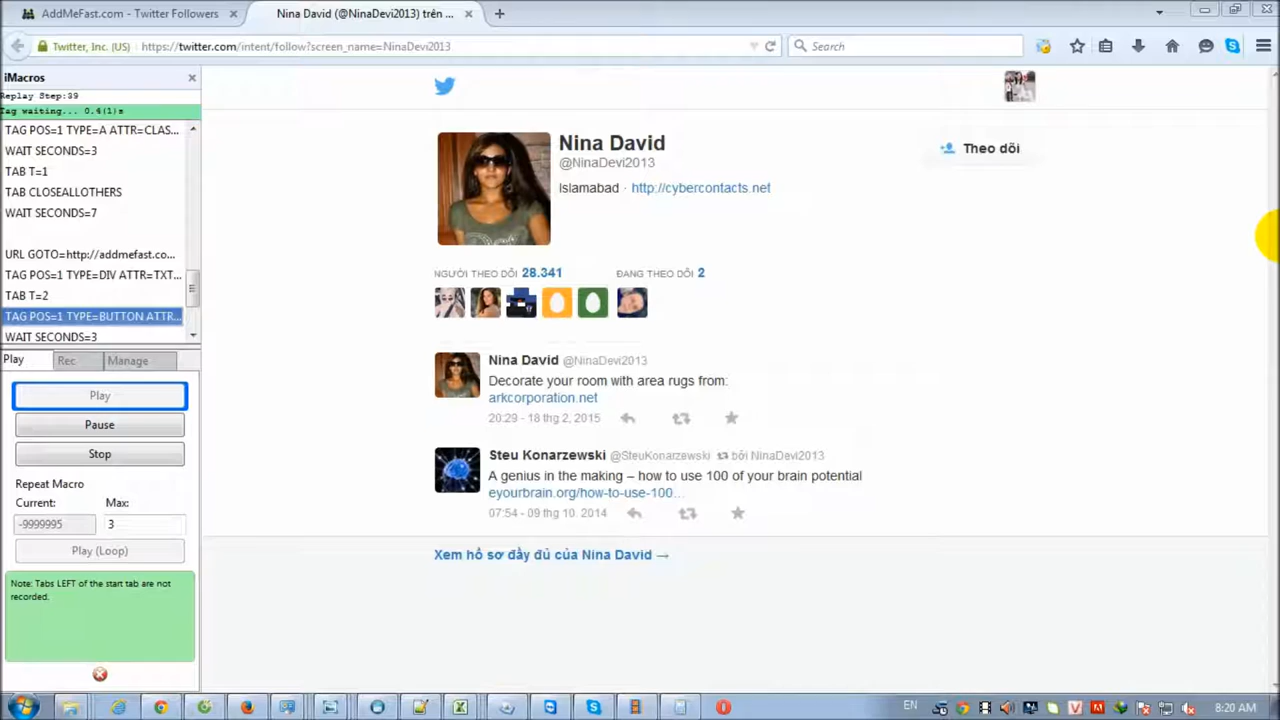 AddMeFast.com - Twitter Followers
Nina David (@NinaDevi2013) trên ...
Twitter, Inc. (US)
https://twitter.com/intent/follow?screen_name=NinaDevi2013
Search
iMacros
Replay Step:39
Tag waiting... 0.4(1)s
TAG POS=1 TYPE=A ATTR=CLAS...
WAIT SECONDS=3
TAB T=1
TAB CLOSEALLOTHERS
WAIT SECONDS=7
URL GOTO=http://addmefast.co...
TAG POS=1 TYPE=DIV ATTR=TXT...
TAB T=2
TAG POS=1 TYPE=BUTTON ATTR...
WAIT SECONDS=3
Play
Rec
Manage
Play
Pause
Stop
Repeat Macro
Current:
Max:
-9999995
3
Play (Loop)
Note: Tabs LEFT of the start tab are not
recorded.
Nina David
@NinaDevi2013
Islamabad · http://cybercontacts.net
Theo dõi
NGƯỜI THEO DÕI 28.341
ĐANG THEO DÕI 2
Nina David @NinaDevi2013
Decorate your room with area rugs from:
arkcorporation.net
20:29 - 18 thg 2, 2015
Steu Konarzewski @SteuKonarzewski bởi NinaDevi2013
A genius in the making – how to use 100 of your brain potential
eyourbrain.org/how-to-use-100...
07:54 - 09 thg 10, 2014
Xem hồ sơ đầy đủ của Nina David →
EN
8:20 AM